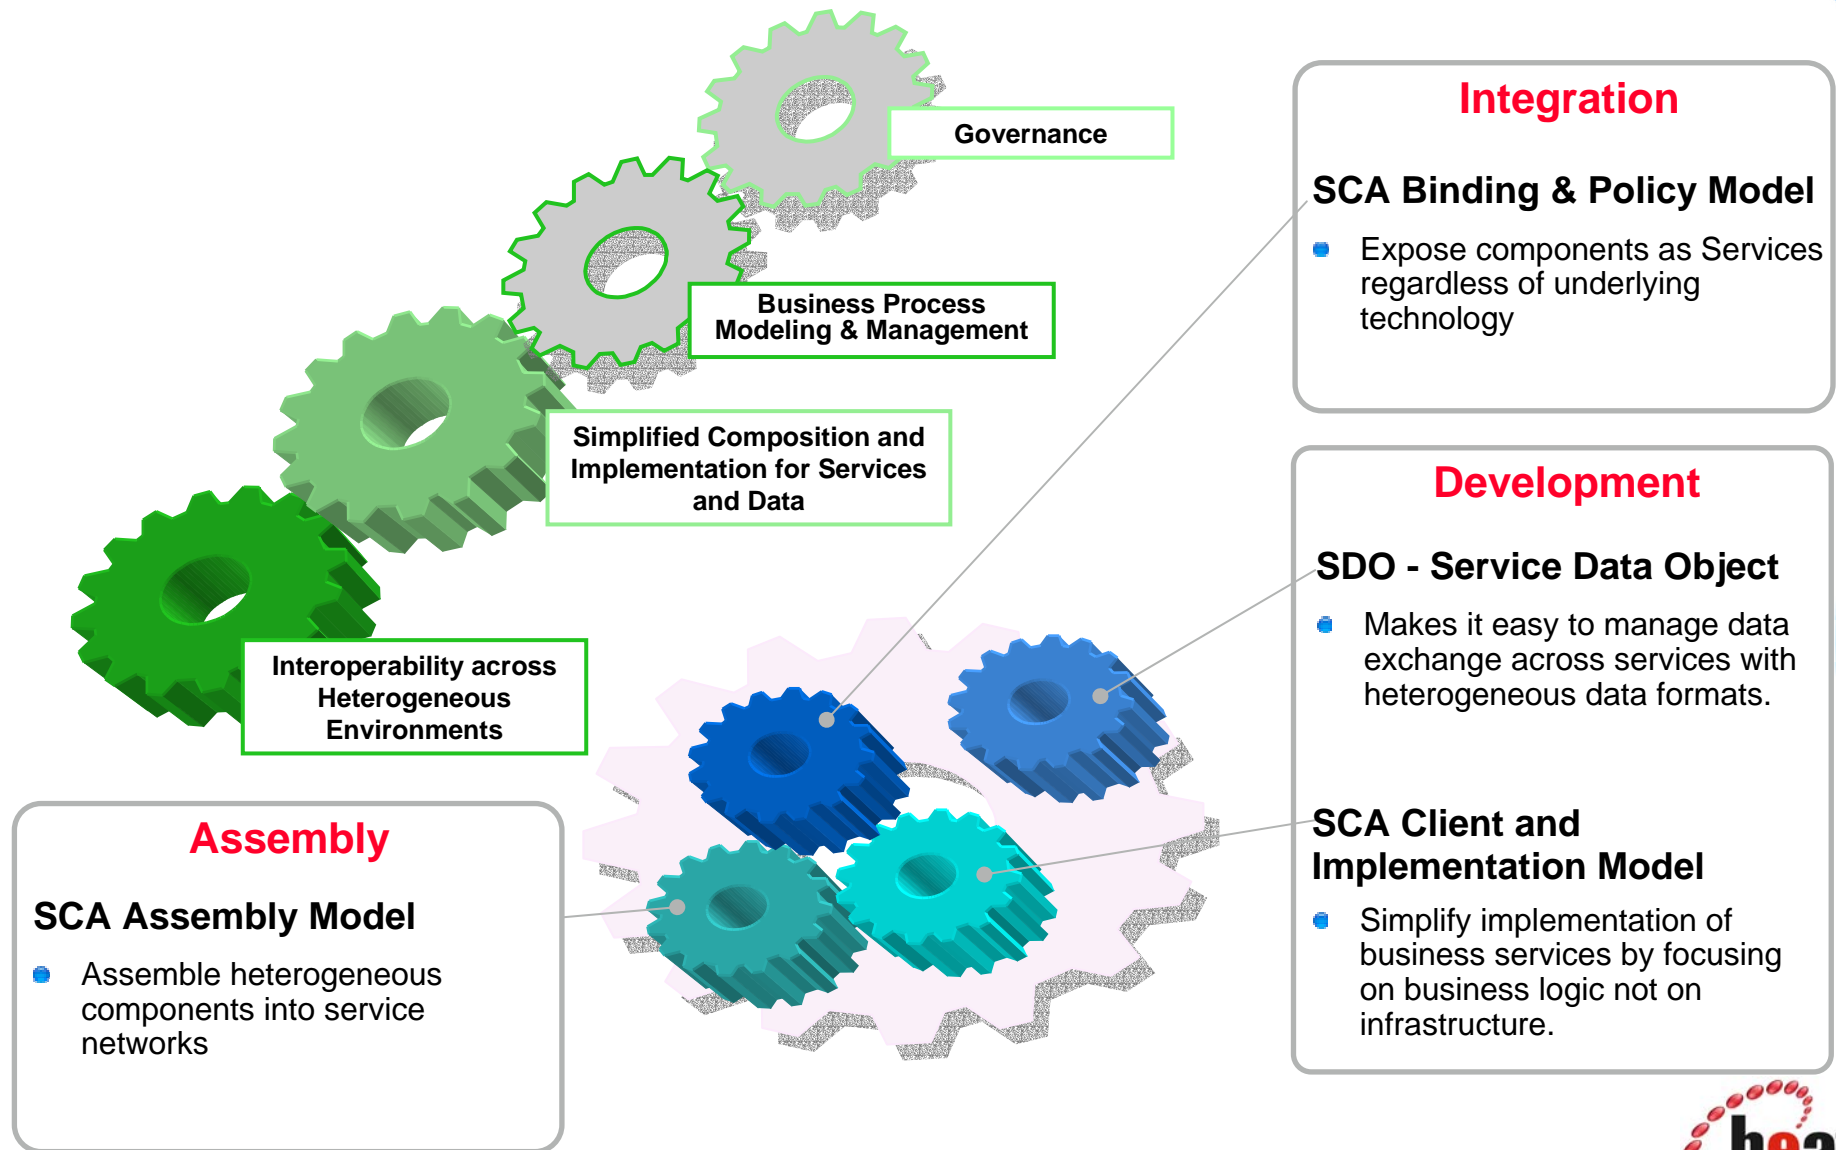 Governance
Business Process
Modeling & Management
Simplified Composition and
Implementation for Services
and Data
Interoperability across
Heterogeneous
Environments
Integration
SCA Binding & Policy Model
Expose components as Services
regardless of underlying
technology
Development
SDO - Service Data Object
Makes it easy to manage data
exchange across services with
heterogeneous data formats.
SCA Client and
Implementation Model
Simplify implementation of
business services by focusing
on business logic not on
infrastructure.
Assembly
SCA Assembly Model
Assemble heterogeneous
components into service
networks
bea